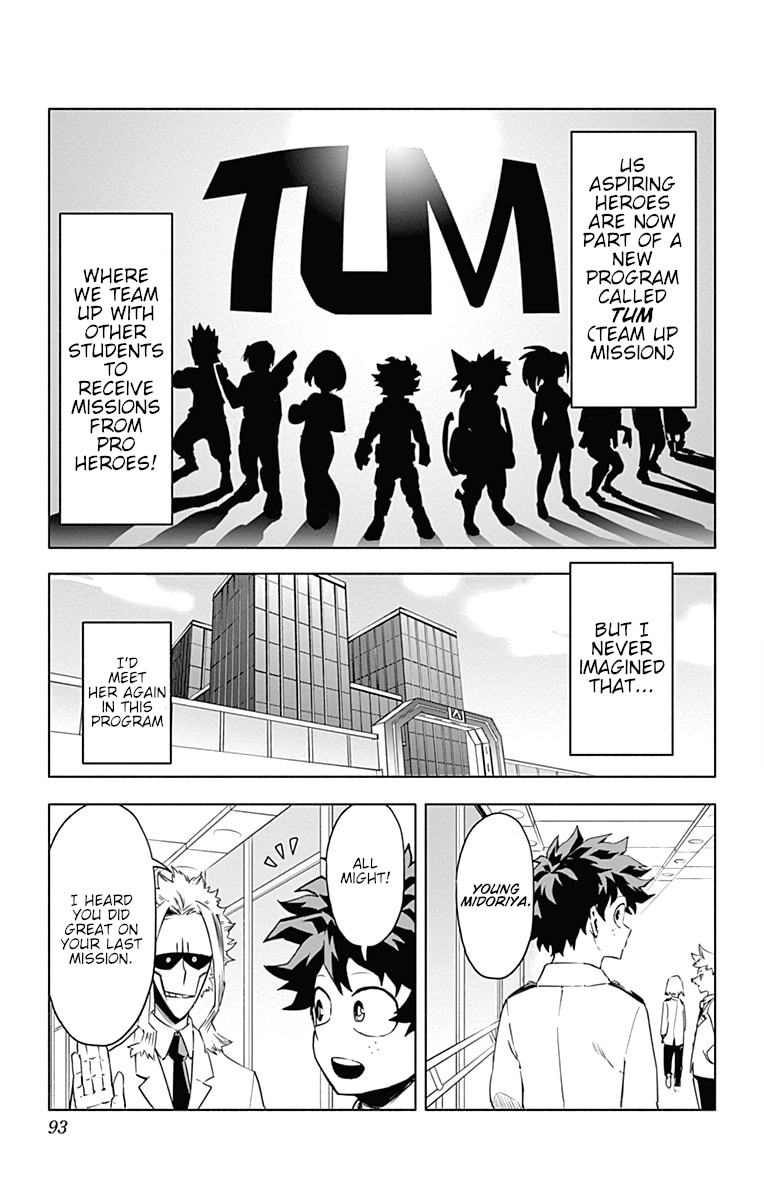 US
ASPIRING
HEROES
ARE NOW
PART OF A
NEW
PROGRAM
CALLED
TUM
(TEAM UP
MISSION)
TUM
WHERE
WE TEAM
UP WITH
OTHER
STUDENTS
TO
RECEIVE
MISSIONS
FROM
PRO
HEROES!
BUT I
NEVER
IMAGINED
THAT...
I'D
MEET
HER AGAIN
IN THIS
PROGRAM
YOUNG
MIDORIYA.
ALL
MIGHT!
I HEARD
YOU DID
GREAT ON
YOUR LAST
MISSION.
93